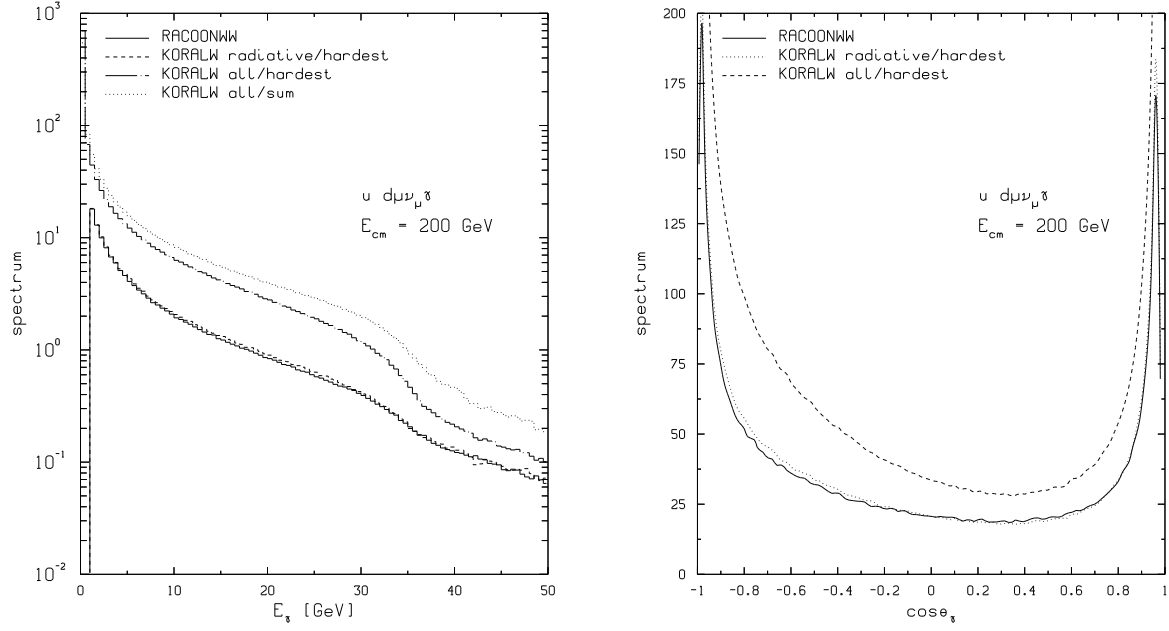 10³
10²
10¹
10⁰
10⁻¹
10⁻²
spectrum
RACOONWW
KORALW radiative/hardest
KORALW all/hardest
KORALW all/sum
u dμν_μγ
E_cm = 200 GeV
0 10 20 30 40 50
E_γ [GeV]
200
175
150
125
100
75
50
25
0
spectrum
RACOONWW
KORALW radiative/hardest
KORALW all/hardest
u dμν_μγ
E_cm = 200 GeV
-1 -0.8 -0.6 -0.4 -0.2 0 0.2 0.4 0.6 0.8 1
cosθ_γ